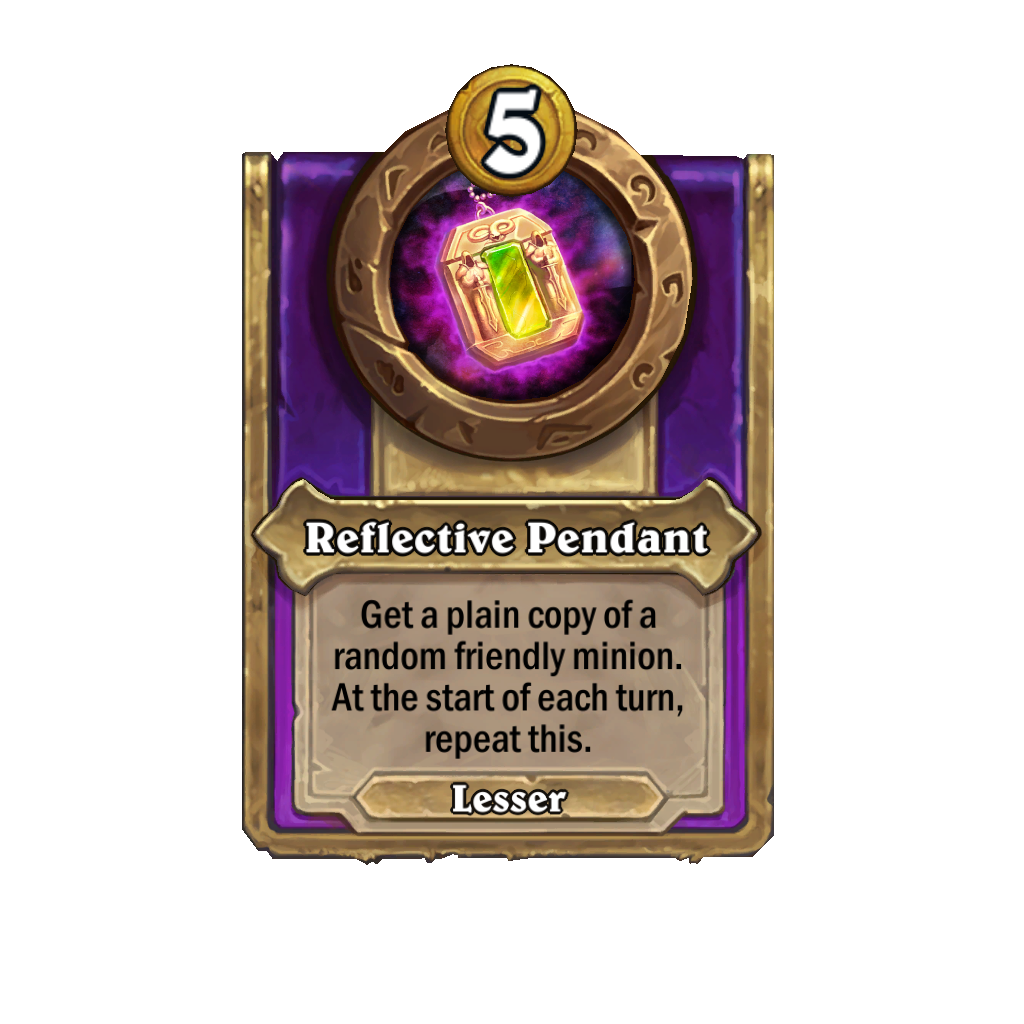 5
Reflective Pendant
Get a plain copy of a
random friendly minion.
At the start of each turn,
repeat this.
Lesser